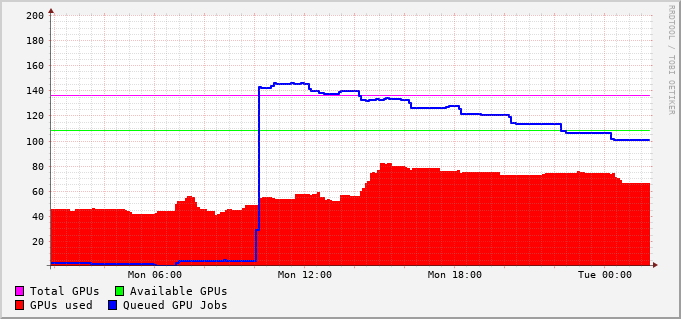 200
180
160
140
120
100
80
60
40
20
Mon 06:00 Mon 12:00 Mon 18:00 Tue 00:00
Total GPUs Available GPUs
GPUs used Queued GPU Jobs
RRDTOOL / TOBI OETIKER